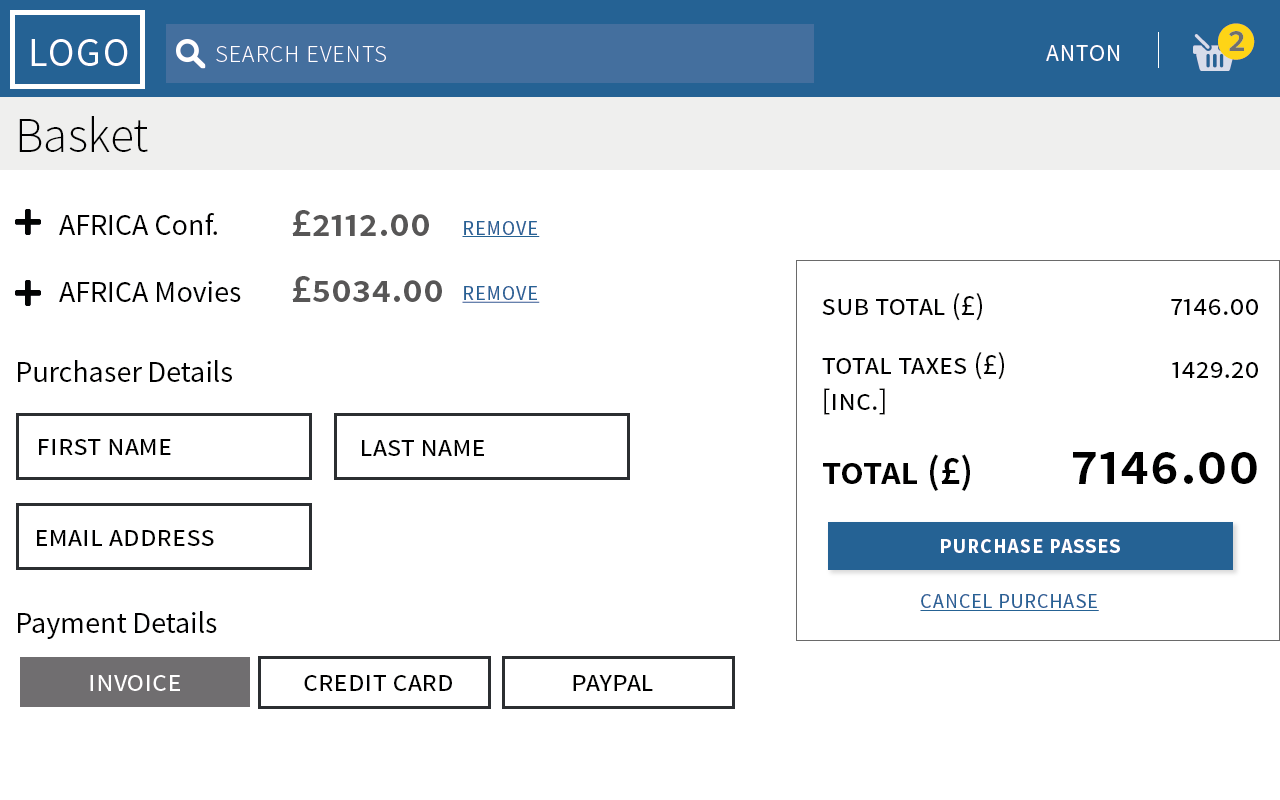 LOGO
SEARCH EVENTS
ANTON
2
Basket
AFRICA Conf. £2112.00 REMOVE
AFRICA Movies £5034.00 REMOVE
Purchaser Details
FIRST NAME LAST NAME
EMAIL ADDRESS
Payment Details
INVOICE CREDIT CARD PAYPAL
SUB TOTAL (£) 7146.00
TOTAL TAXES (£) 1429.20
[INC.]
TOTAL (£) 7146.00
PURCHASE PASSES
CANCEL PURCHASE